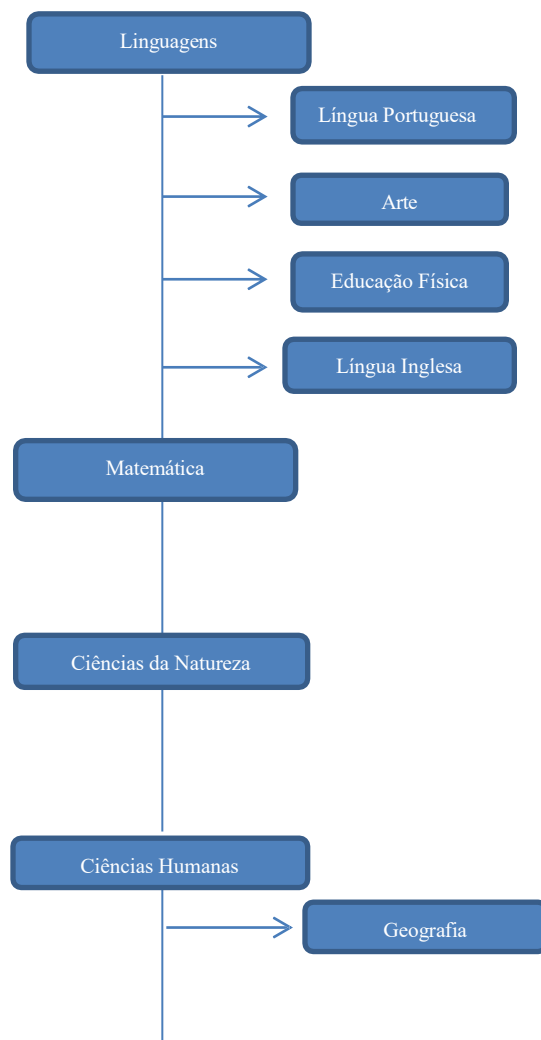 Linguagens
Língua Portuguesa
Arte
Educação Física
Língua Inglesa
Matemática
Ciências da Natureza
Ciências Humanas
Geografia